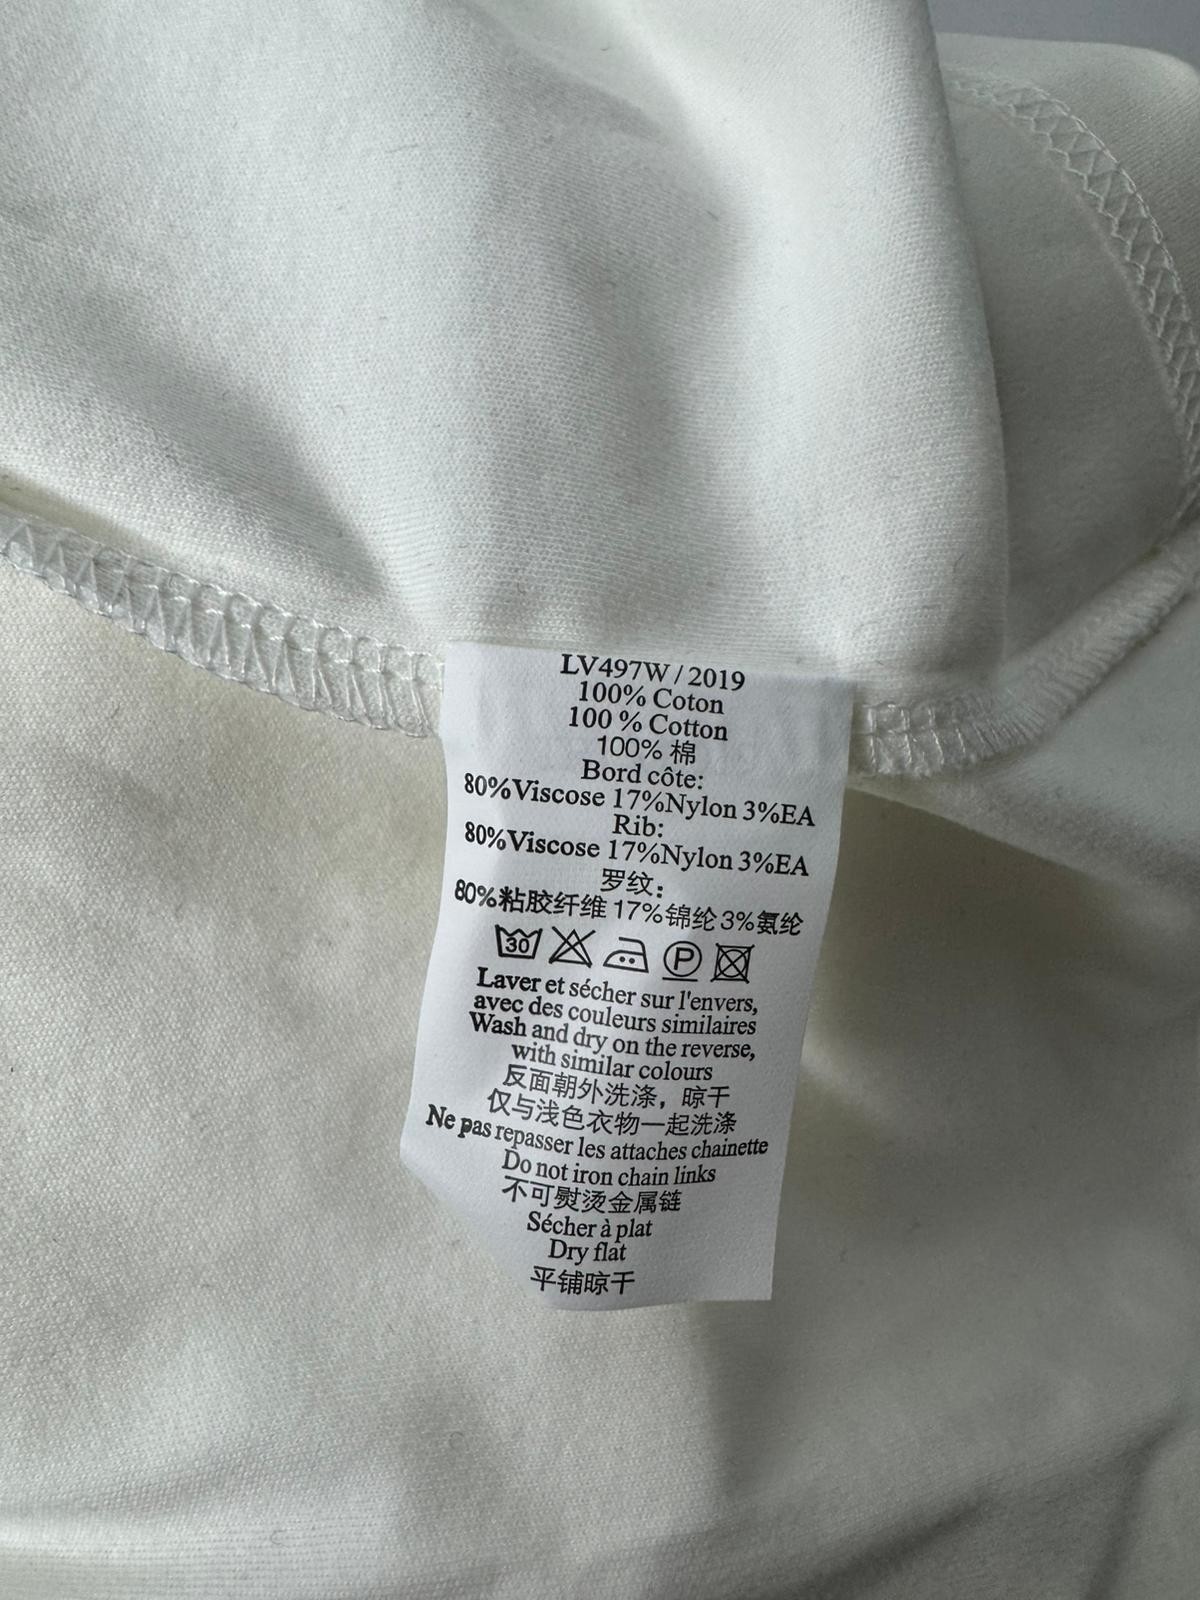 LV497W / 2019
100% Coton
100 % Cotton
100% 棉
Bord côte:
80%Viscose 17%Nylon 3%EA
Rib:
80%Viscose 17%Nylon 3%EA
罗纹：
80%粘胶纤维 17%锦纶 3%氨纶
30 P
Laver et sécher sur l'envers,
avec des couleurs similaires
Wash and dry on the reverse,
with similar colours
反面朝外洗涤，晾干
仅与浅色衣物一起洗涤
Ne pas repasser les attaches chainette
Do not iron chain links
不可熨烫金属链
Sécher à plat
Dry flat
平铺晾干